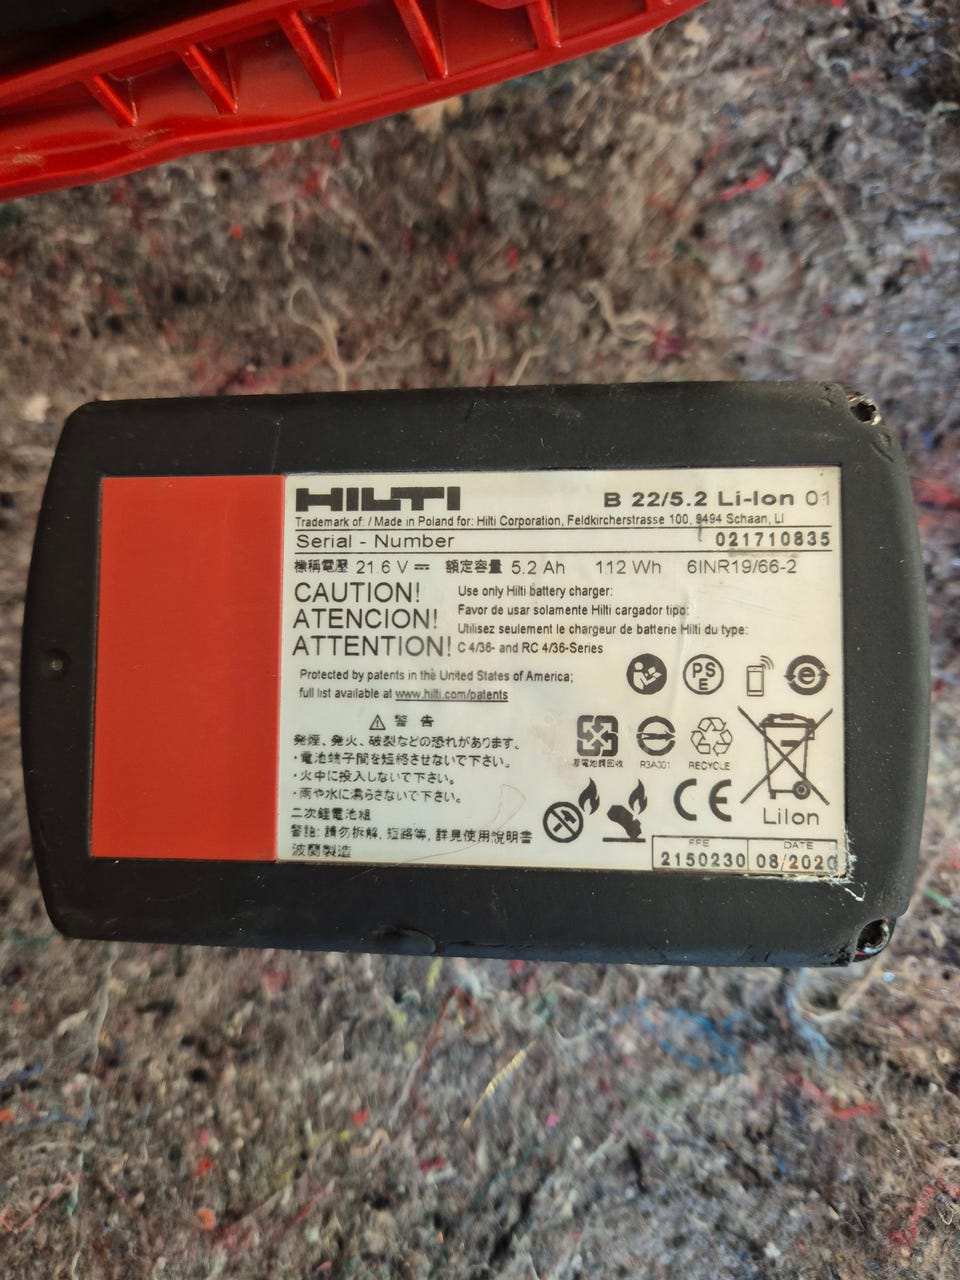 HILTI
B 22/5.2 Li-Ion 01
Trademark of: / Made in Poland for: Hilti Corporation, Feldkircherstrasse 100, 9494 Schaan, LI
Serial - Number 021710835
標稱電壓 21.6 V 額定容量 5.2 Ah 112 Wh 6INR19/66-2
CAUTION! Use only Hilti battery charger:
ATENCION! Favor de usar solamente Hilti cargador tipo:
ATTENTION! Utilisez seulement le chargeur de batterie Hilti du type:
C 4/36- and RC 4/36-Series
Protected by patents in the United States of America;
full list available at www.hilti.com/patents
PS
E
e
警 告
発煙、発火、破裂などの恐れがあります。
・電池端子間を短絡させないで下さい。
・火中に投入しないで下さい。
・雨や水に濡らさないで下さい。
二次鋰電池組
警語: 請勿拆解, 短路等, 詳見使用說明書
波蘭製造
廢電池請回收
R3A001
RECYCLE
CE
LiIon
DATE
2150230 08/2020